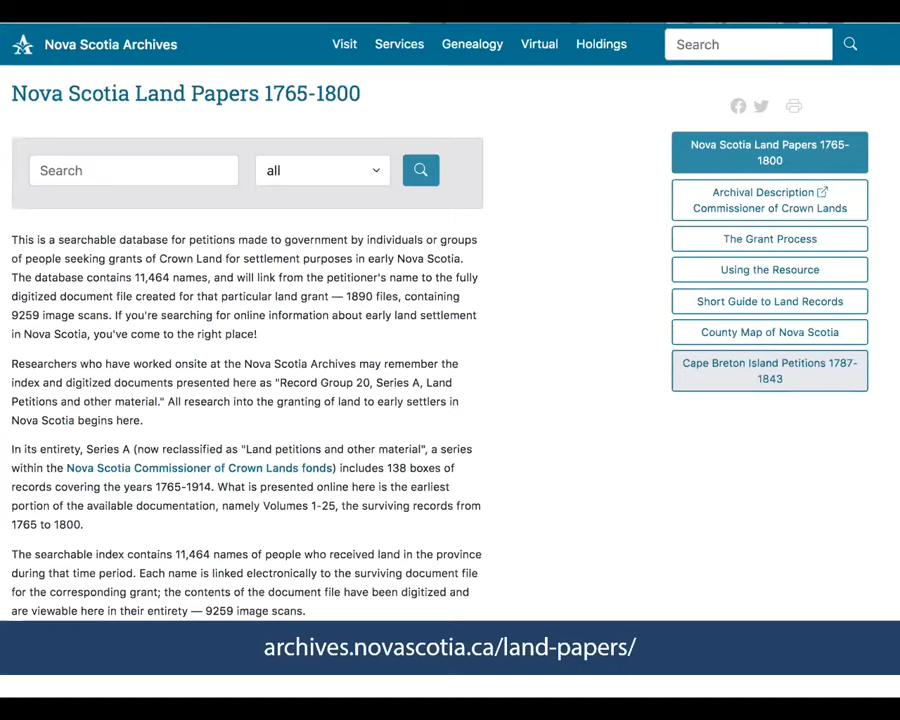 Nova Scotia Archives
Visit Services Genealogy Virtual Holdings Search
Nova Scotia Land Papers 1765-1800
Search all
This is a searchable database for petitions made to government by individuals or groups
of people seeking grants of Crown Land for settlement purposes in early Nova Scotia.
The database contains 11,464 names, and will link from the petitioner's name to the fully
digitized document file created for that particular land grant — 1890 files, containing
9259 image scans. If you're searching for online information about early land settlement
in Nova Scotia, you've come to the right place!
Researchers who have worked onsite at the Nova Scotia Archives may remember the
index and digitized documents presented here as "Record Group 20, Series A, Land
Petitions and other material." All research into the granting of land to early settlers in
Nova Scotia begins here.
In its entirety, Series A (now reclassified as "Land petitions and other material", a series
within the Nova Scotia Commissioner of Crown Lands fonds) includes 138 boxes of
records covering the years 1765-1914. What is presented online here is the earliest
portion of the available documentation, namely Volumes 1-25, the surviving records from
1765 to 1800.
The searchable index contains 11,464 names of people who received land in the province
during that time period. Each name is linked electronically to the surviving document file
for the corresponding grant; the contents of the document file have been digitized and
are viewable here in their entirety — 9259 image scans.
Nova Scotia Land Papers 1765-
1800
Archival Description
Commissioner of Crown Lands
The Grant Process
Using the Resource
Short Guide to Land Records
County Map of Nova Scotia
Cape Breton Island Petitions 1787-
1843
archives.novascotia.ca/land-papers/